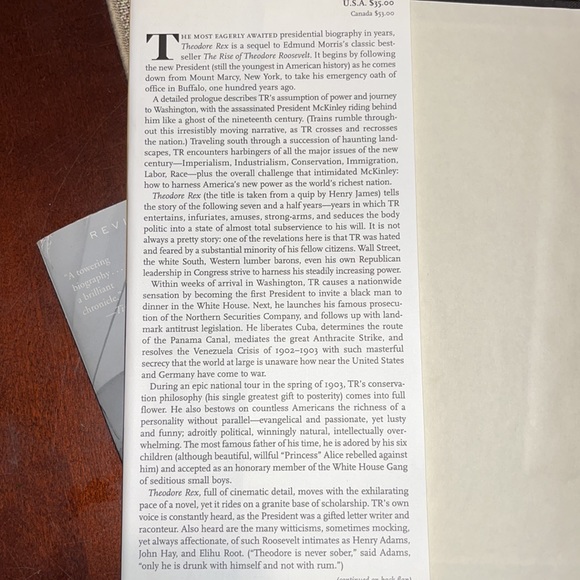 U.S.A. $35.00
Canada $53.00
THE MOST EAGERLY AWAITED presidential biography in years,
Theodore Rex is a sequel to Edmund Morris's classic best-
seller The Rise of Theodore Roosevelt. It begins by following
the new President (still the youngest in American history) as he comes
down from Mount Marcy, New York, to take his emergency oath of
office in Buffalo, one hundred years ago.
A detailed prologue describes TR's assumption of power and journey
to Washington, with the assassinated President McKinley riding behind
him like a ghost of the nineteenth century. (Trains rumble through-
out this irresistibly moving narrative, as TR crosses and recrosses
the nation.) Traveling south through a succession of haunting land-
scapes, TR encounters harbingers of all the major issues of the new
century—Imperialism, Industrialism, Conservation, Immigration,
Labor, Race—plus the overall challenge that intimidated McKinley:
how to harness America's new power as the world's richest nation.
Theodore Rex (the title is taken from a quip by Henry James) tells
the story of the following seven and a half years—years in which TR
entertains, infuriates, amuses, strong-arms, and seduces the body
politic into a state of almost total subservience to his will. It is not
always a pretty story: one of the revelations here is that TR was hated
and feared by a substantial minority of his fellow citizens. Wall Street,
the white South, Western lumber barons, even his own Republican
leadership in Congress strive to harness his steadily increasing power.
Within weeks of arrival in Washington, TR causes a nationwide
sensation by becoming the first President to invite a black man to
dinner in the White House. Next, he launches his famous prosecu-
tion of the Northern Securities Company, and follows up with land-
mark antitrust legislation. He liberates Cuba, determines the route
of the Panama Canal, mediates the great Anthracite Strike, and
resolves the Venezuela Crisis of 1902–1903 with such masterful
secrecy that the world at large is unaware how near the United States
and Germany have come to war.
During an epic national tour in the spring of 1903, TR's conserva-
tion philosophy (his single greatest gift to posterity) comes into full
flower. He also bestows on countless Americans the richness of a
personality without parallel—evangelical and passionate, yet lusty
and funny; adroitly political, winningly natural, intellectually over-
whelming. The most famous father of his time, he is adored by his six
children (although beautiful, willful "Princess" Alice rebelled against
him) and accepted as an honorary member of the White House Gang
of seditious small boys.
Theodore Rex, full of cinematic detail, moves with the exhilarating
pace of a novel, yet it rides on a granite base of scholarship. TR's own
voice is constantly heard, as the President was a gifted letter writer and
raconteur. Also heard are the many witticisms, sometimes mocking,
yet always affectionate, of such Roosevelt intimates as Henry Adams,
John Hay, and Elihu Root. ("Theodore is never sober," said Adams,
"only he is drunk with himself and not with rum.")
(continued on back flap)
REVI
"A towering
biography . . .
a brilliant
chronicle."